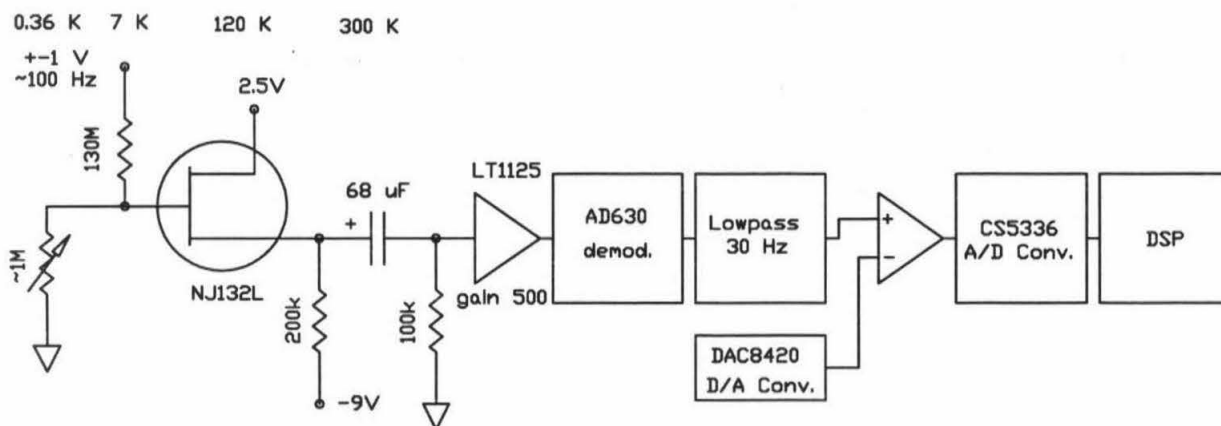 0.36 K 7 K 120 K 300 K
+-1 V
~100 Hz
2.5V
130M
~1M
NJ132L
68 uF
+
200k
-9V
100k
LT1125
gain 500
AD630
demod.
Lowpass
30 Hz
+
-
DAC8420
D/A Conv.
CS5336
A/D Conv.
DSP